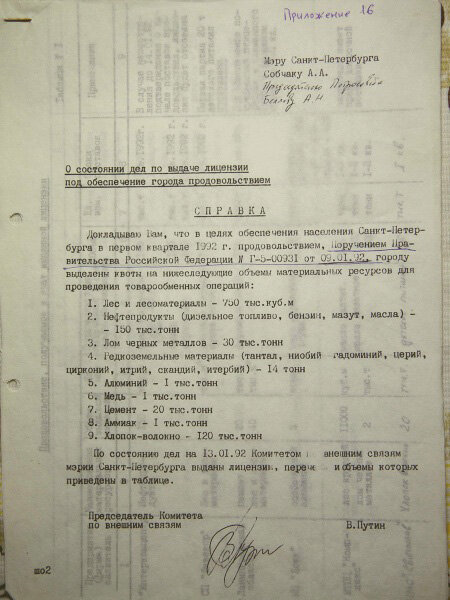 Приложение 16
Мэру Санкт-Петербурга
Собчаку А.А.
Беляеву А Н
О состоянии дел по выдаче лицензии
под обеспечение города продовольствием
СПРАВКА
Докладываю Вам, что в целях обеспечения населения Санкт-Петер-
бурга в первом квартале 1992 г. продовольствием, Поручением Пра-
вительства Российской Федерации № Г-5-00931 от 09.01.92, городу
выделены квоты на нижеследующие объемы материальных ресурсов для
проведения товарообменных операций:
1. Лес и лесоматериалы - 750 тыс.куб.м
2. Нефтепродукты (дизельное топливо, бензин, мазут, масла) -
- 150 тыс.тонн
3. Лом черных металлов - 30 тыс.тонн
4. Редкоземельные материалы (тантал, ниобий гадоминий, церий,
цирконий, итрий, скандий, итербий) - 14 тонн
5. Алюминий - 1 тыс.тонн
6. Медь - 1 тыс.тонн
7. Цемент - 20 тыс.тонн
8. Аммиак - 1 тыс.тонн
9. Хлопок-волокно - 120 тыс.тонн
По состоянию дел на 13.01.92 Комитетом внешним связям
мэрии Санкт-Петербурга выданы лицензии, перече и объемы которых
приведены в таблице.
Председатель Комитета
по внешним связям В.Путин
шо2